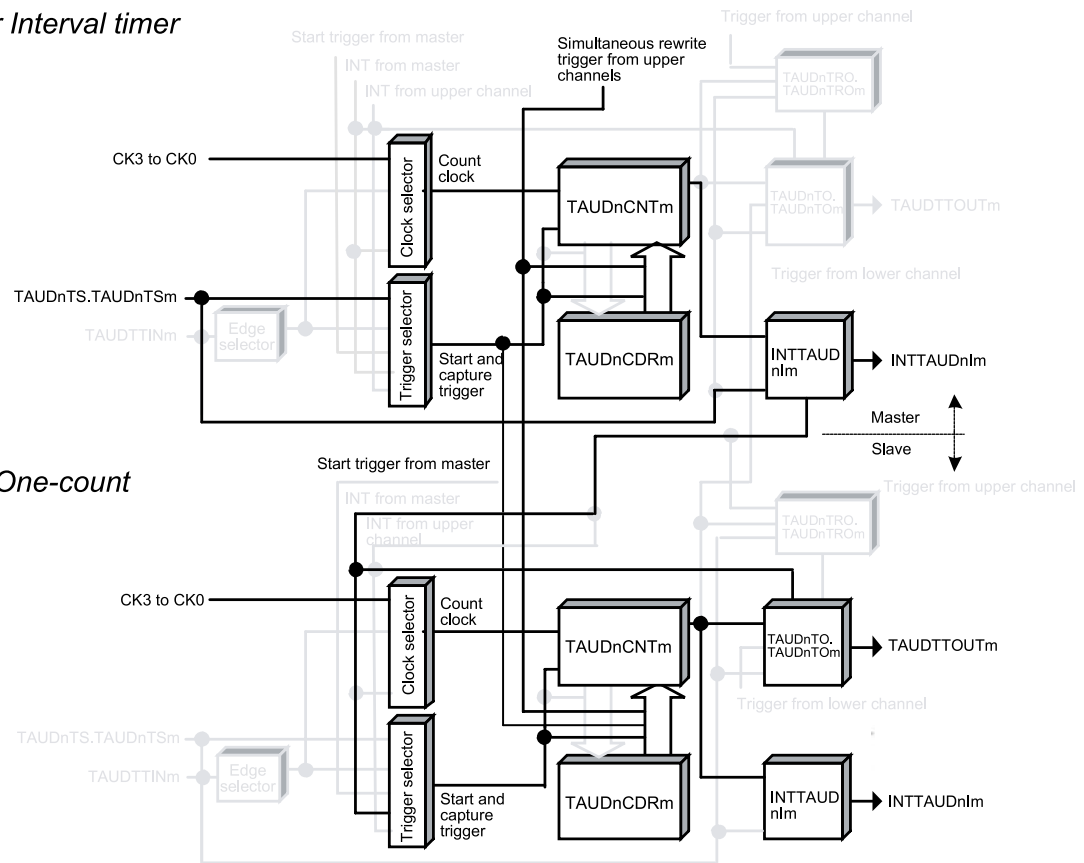 r Interval timer
Trigger from upper channel
Start trigger from master
Simultaneous rewrite
trigger from upper
channels
INT from master
INT from upper channel
TAUDnTRO.
TAUDnTROm
CK3 to CK0
Clock selector
Count
clock
TAUDnCNTm
TAUDnTO.
TAUDnTOm
TAUDTTOUTm
Trigger from lower channel
TAUDnTS.TAUDnTSm
TAUDTTINm
Edge
selector
Trigger selector
Start and
capture
trigger
TAUDnCDRm
INTTAUD
nIm
INTTAUDnIm
Master
Slave
One-count
Start trigger from master
INT from master
INT from upper
channel
Trigger from upper channel
TAUDnTRO.
TAUDnTROm
CK3 to CK0
Clock selector
Count
clock
TAUDnCNTm
TAUDnTO.
TAUDnTOm
TAUDTTOUTm
Trigger from lower channel
TAUDnTS.TAUDnTSm
TAUDTTINm
Edge
selector
Trigger selector
Start and
capture
trigger
TAUDnCDRm
INTTAUD
nIm
INTTAUDnIm